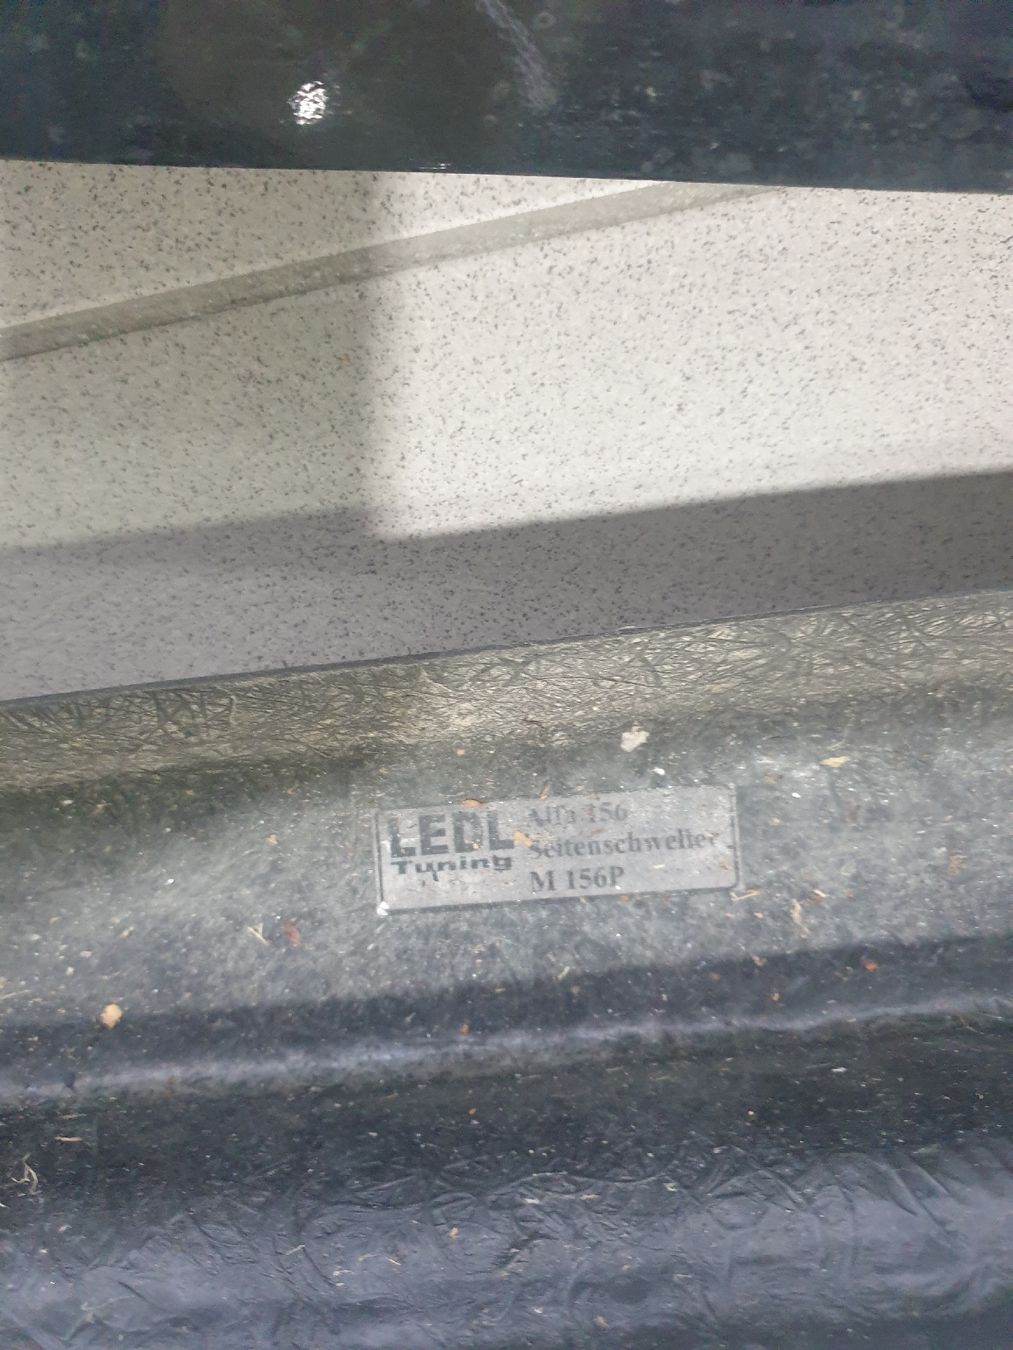 LEDL
Tuning
Alfa 156
Seitenschweller
M 156P